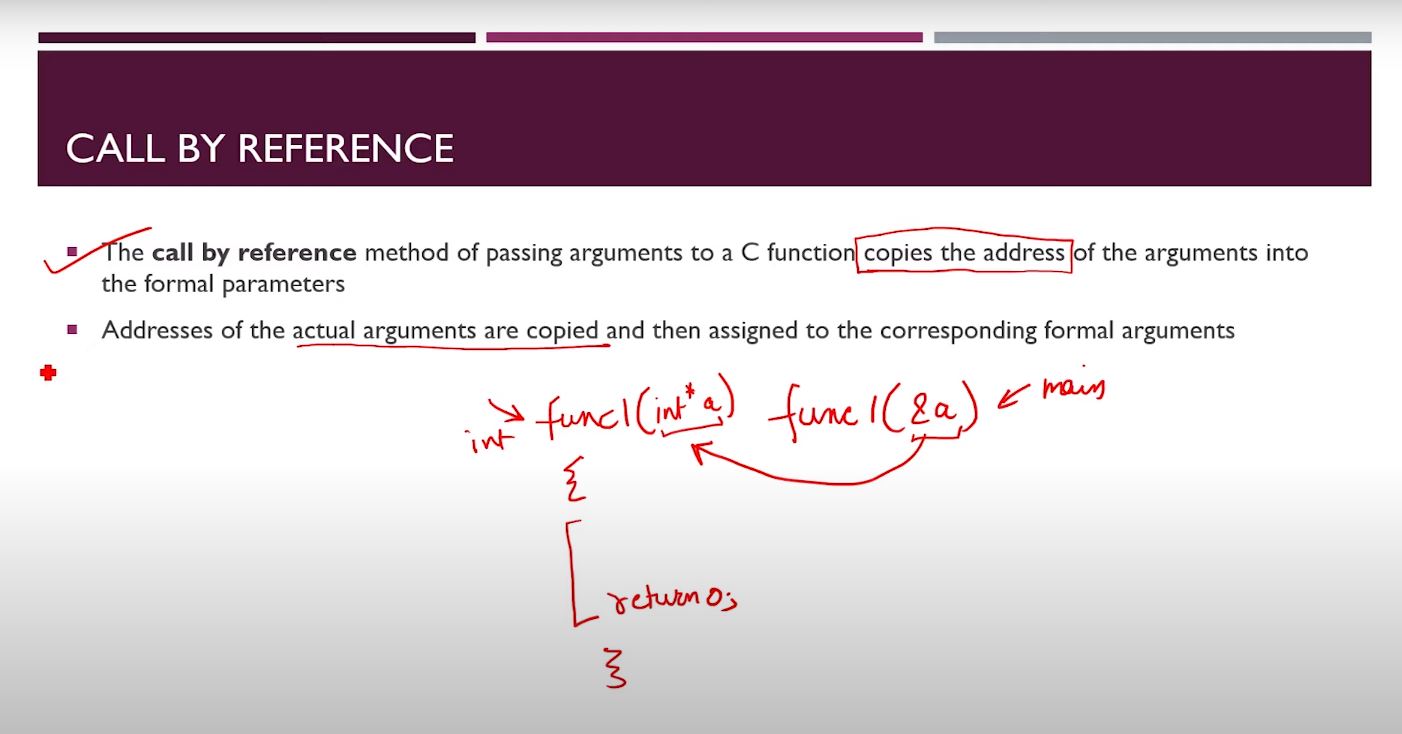 CALL BY REFERENCE
The call by reference method of passing arguments to a C function copies the address of the arguments into
the formal parameters
Addresses of the actual arguments are copied and then assigned to the corresponding formal arguments
int func1(int* a) func1(&a) main
{
return 0;
}